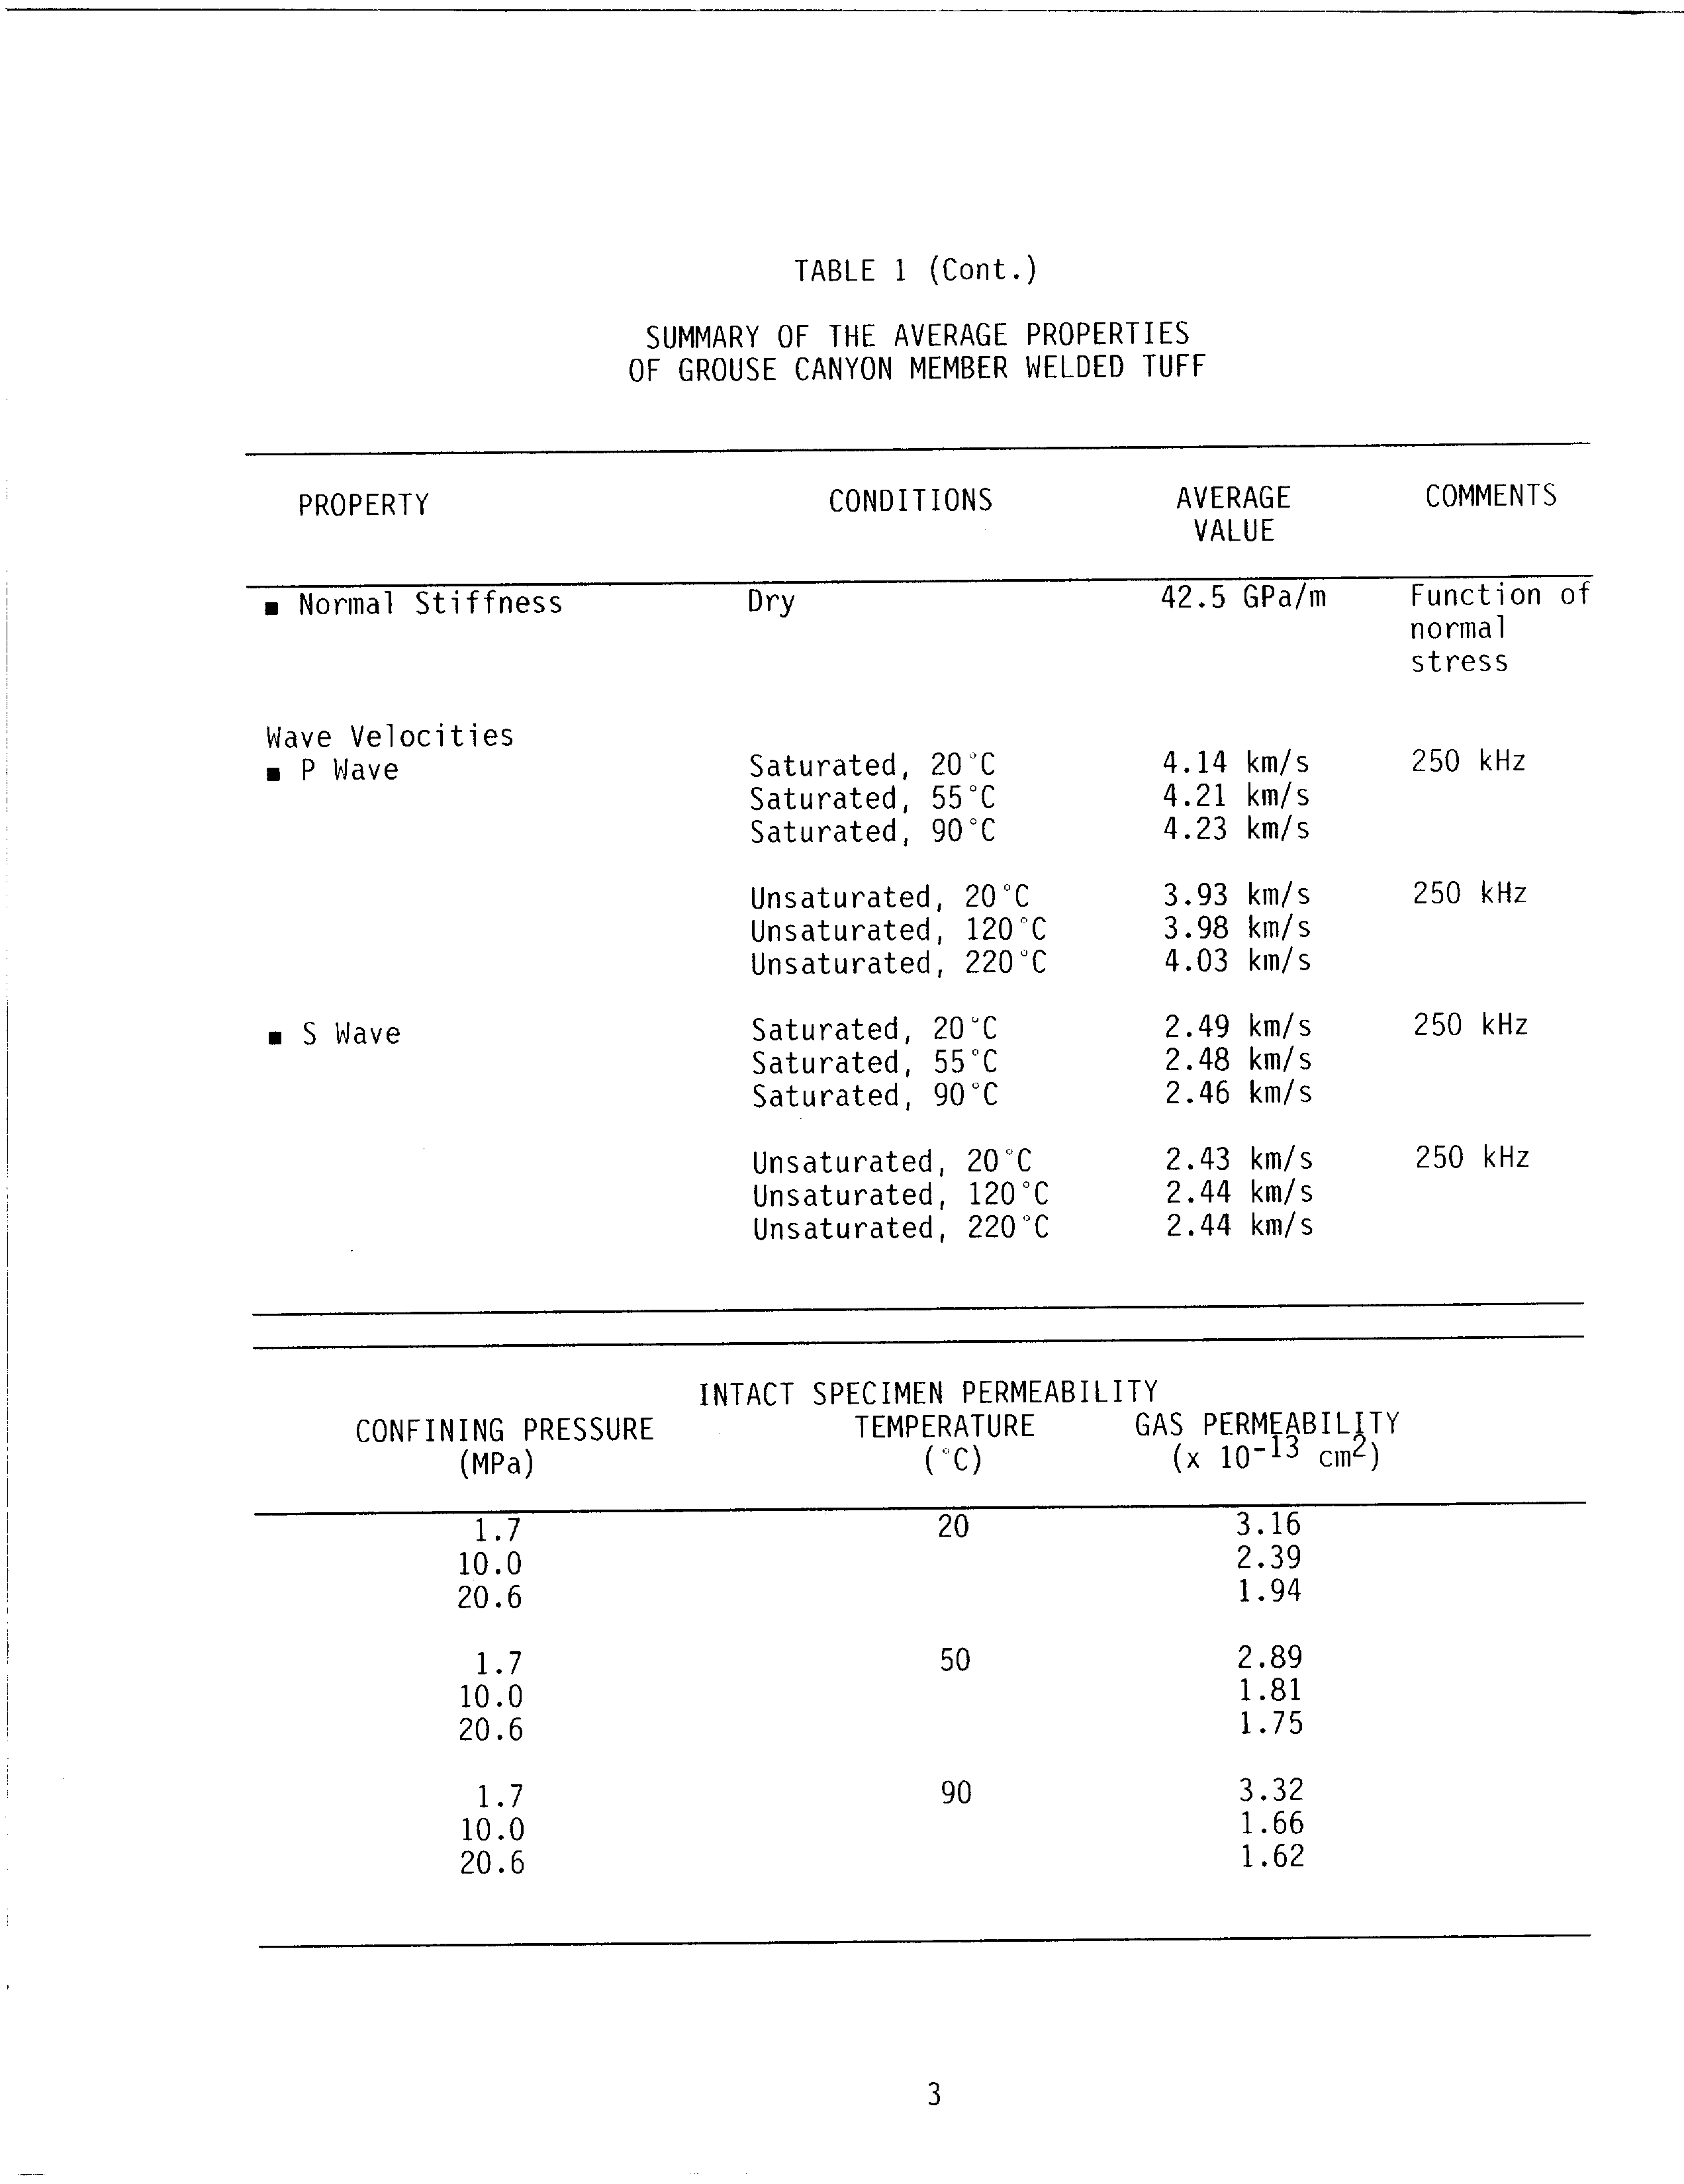 TABLE 1 (Cont.)
SUMMARY OF THE AVERAGE PROPERTIES
OF GROUSE CANYON MEMBER WELDED TUFF
PROPERTY CONDITIONS AVERAGE COMMENTS
VALUE
■ Normal Stiffness Dry 42.5 GPa/m Function of
normal
stress
Wave Velocities
■ P Wave Saturated, 20°C 4.14 km/s 250 kHz
Saturated, 55°C 4.21 km/s
Saturated, 90°C 4.23 km/s
Unsaturated, 20°C 3.93 km/s 250 kHz
Unsaturated, 120°C 3.98 km/s
Unsaturated, 220°C 4.03 km/s
■ S Wave Saturated, 20°C 2.49 km/s 250 kHz
Saturated, 55°C 2.48 km/s
Saturated, 90°C 2.46 km/s
Unsaturated, 20°C 2.43 km/s 250 kHz
Unsaturated, 120°C 2.44 km/s
Unsaturated, 220°C 2.44 km/s
INTACT SPECIMEN PERMEABILITY
CONFINING PRESSURE TEMPERATURE GAS PERMEABILITY
(MPa) (°C) (x 10⁻¹³ cm²)
1.7 20 3.16
10.0 2.39
20.6 1.94
1.7 50 2.89
10.0 1.81
20.6 1.75
1.7 90 3.32
10.0 1.66
20.6 1.62
3